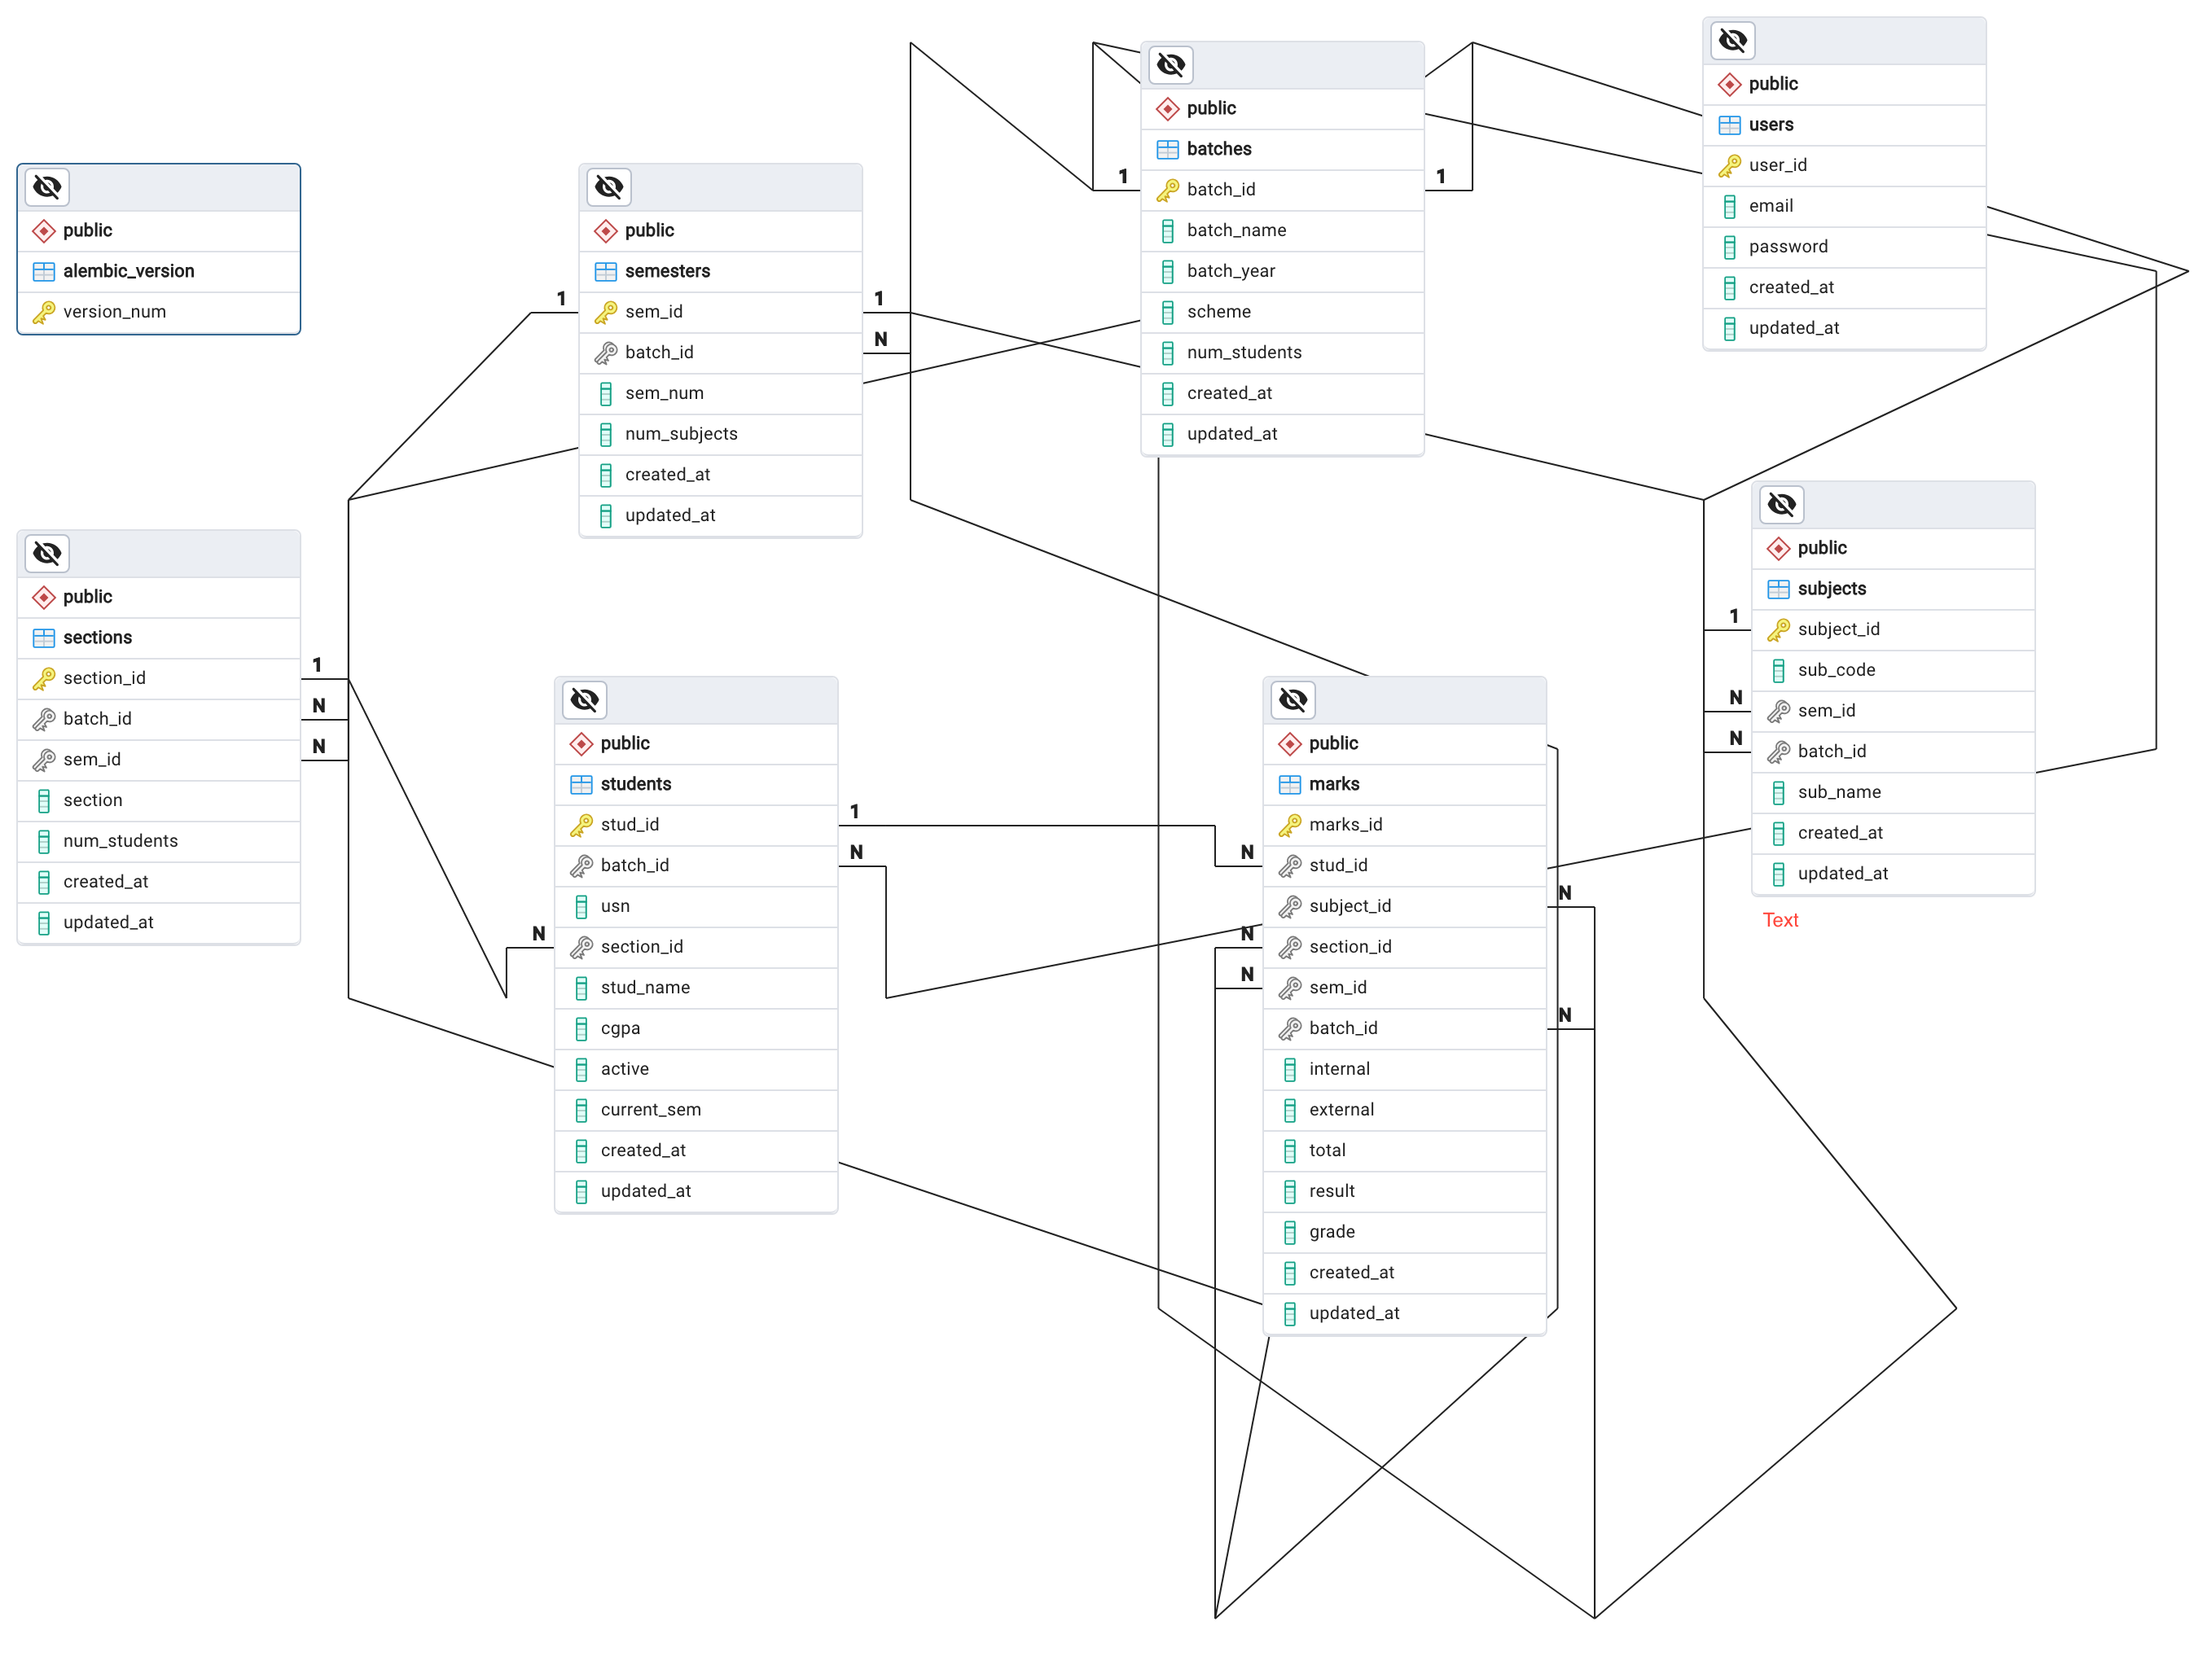 public
alembic_version
version_num
public
sections
section_id
batch_id
sem_id
section
num_students
created_at
updated_at
1
N
N
1
public
semesters
sem_id
batch_id
sem_num
num_subjects
created_at
updated_at
1
N
public
students
stud_id
batch_id
usn
section_id
stud_name
cgpa
active
current_sem
created_at
updated_at
N
1
N
1
public
batches
batch_id
batch_name
batch_year
scheme
num_students
created_at
updated_at
1
N
N
N
public
marks
marks_id
stud_id
subject_id
section_id
sem_id
batch_id
internal
external
total
result
grade
created_at
updated_at
N
N
public
users
user_id
email
password
created_at
updated_at
1
N
N
public
subjects
subject_id
sub_code
sem_id
batch_id
sub_name
created_at
updated_at
Text